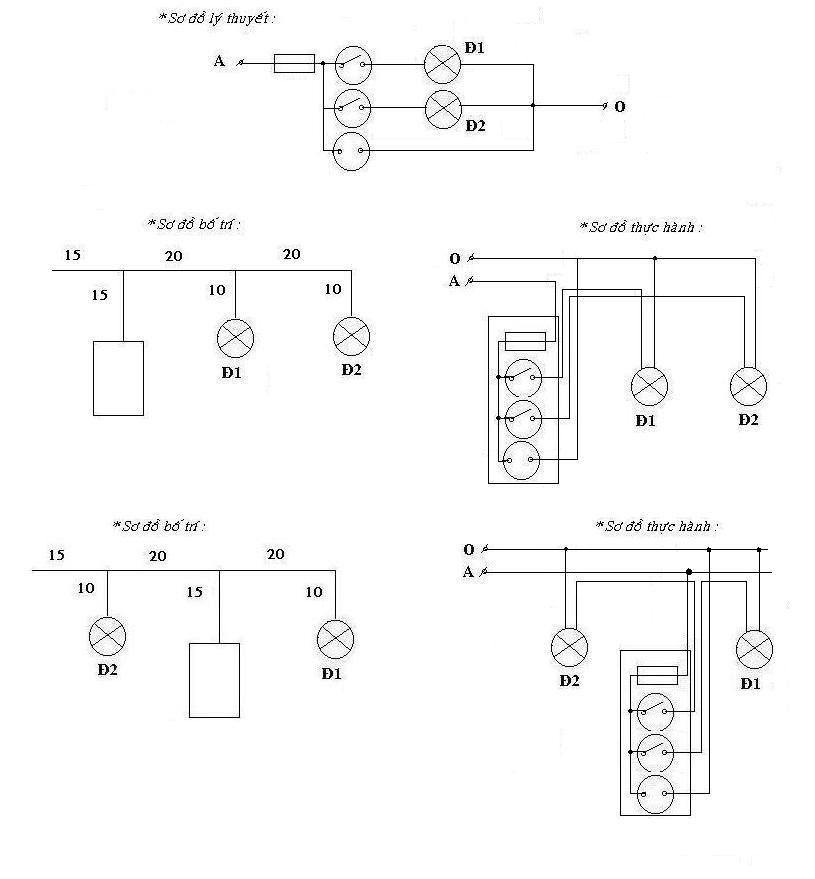 * Sơ đồ lý thuyết :
Đ1
A
O
Đ2
* Sơ đồ bố trí :
15 20 20
15 10 10
Đ1 Đ2
* Sơ đồ thực hành :
O
A
Đ1 Đ2
* Sơ đồ bố trí :
15 20 20
10 15 10
Đ2 Đ1
* Sơ đồ thực hành :
O
A
Đ2 Đ1